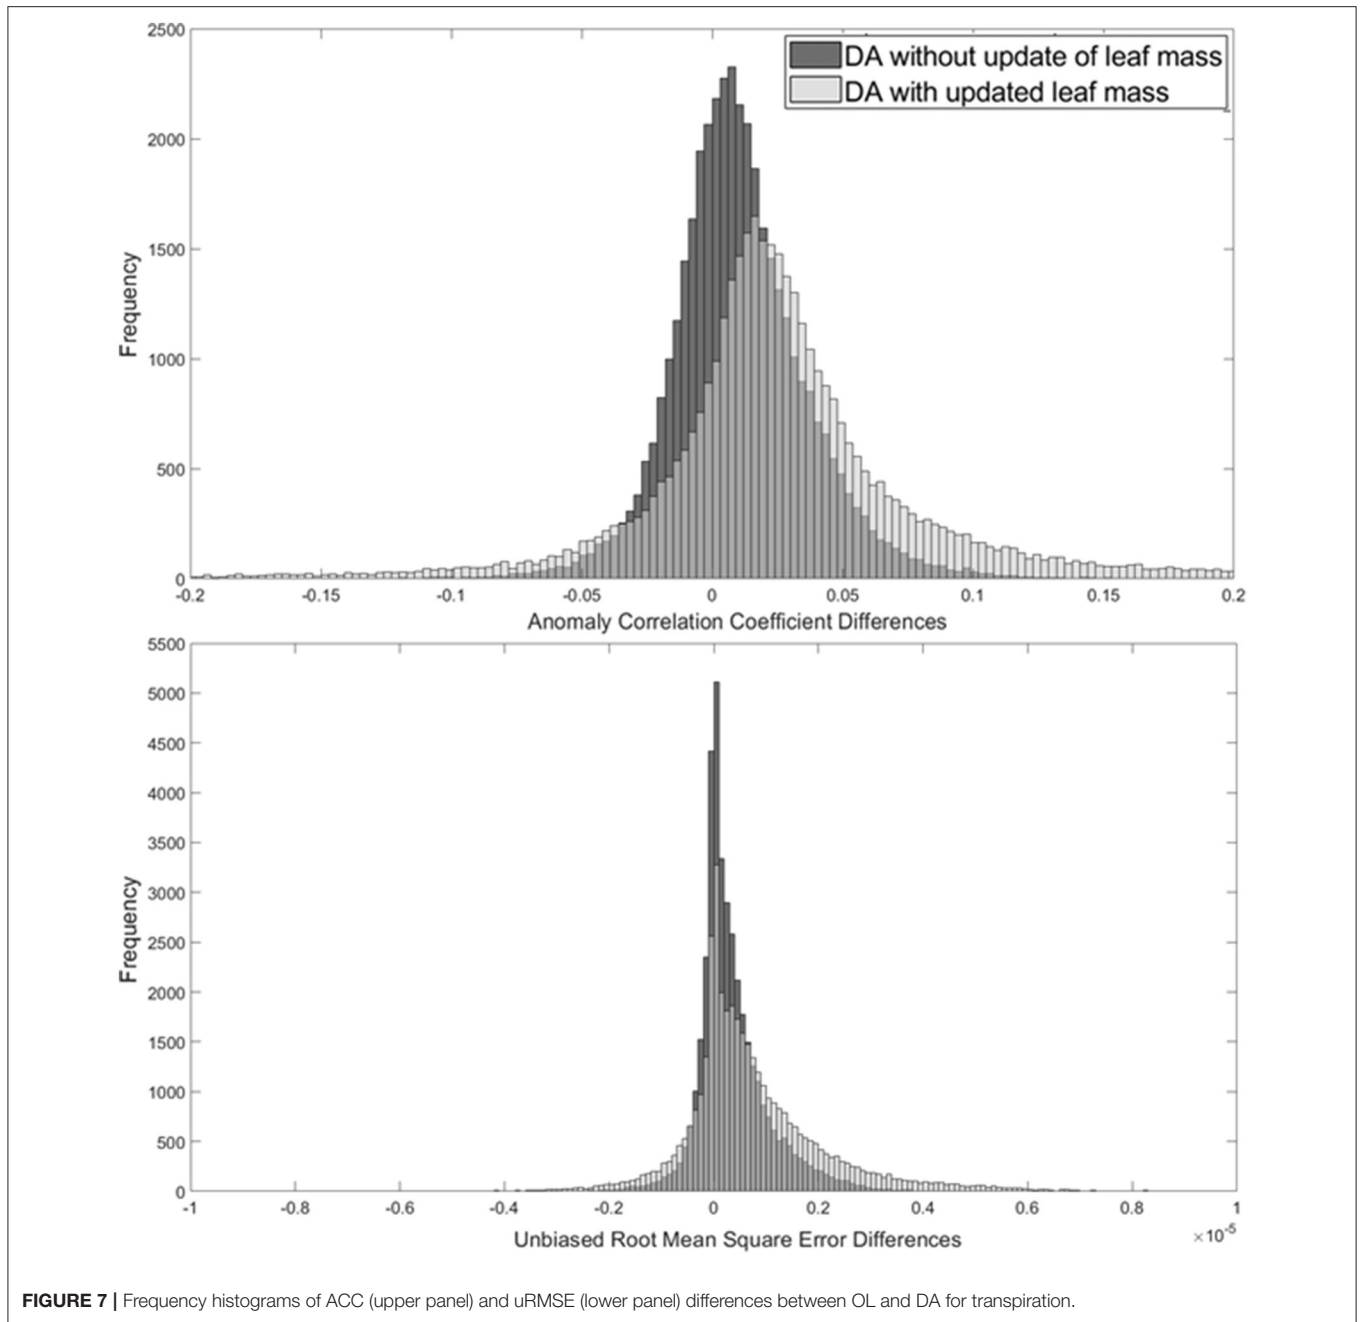 2500
2000
1500
1000
500
0
Frequency
DA without update of leaf mass
DA with updated leaf mass
-0.2 -0.15 -0.1 -0.05 0 0.05 0.1 0.15 0.2
Anomaly Correlation Coefficient Differences
5500
5000
4500
4000
3500
3000
2500
2000
1500
1000
500
0
Frequency
-1 -0.8 -0.6 -0.4 -0.2 0 0.2 0.4 0.6 0.8 1
×10-5
Unbiased Root Mean Square Error Differences
FIGURE 7 | Frequency histograms of ACC (upper panel) and uRMSE (lower panel) differences between OL and DA for transpiration.